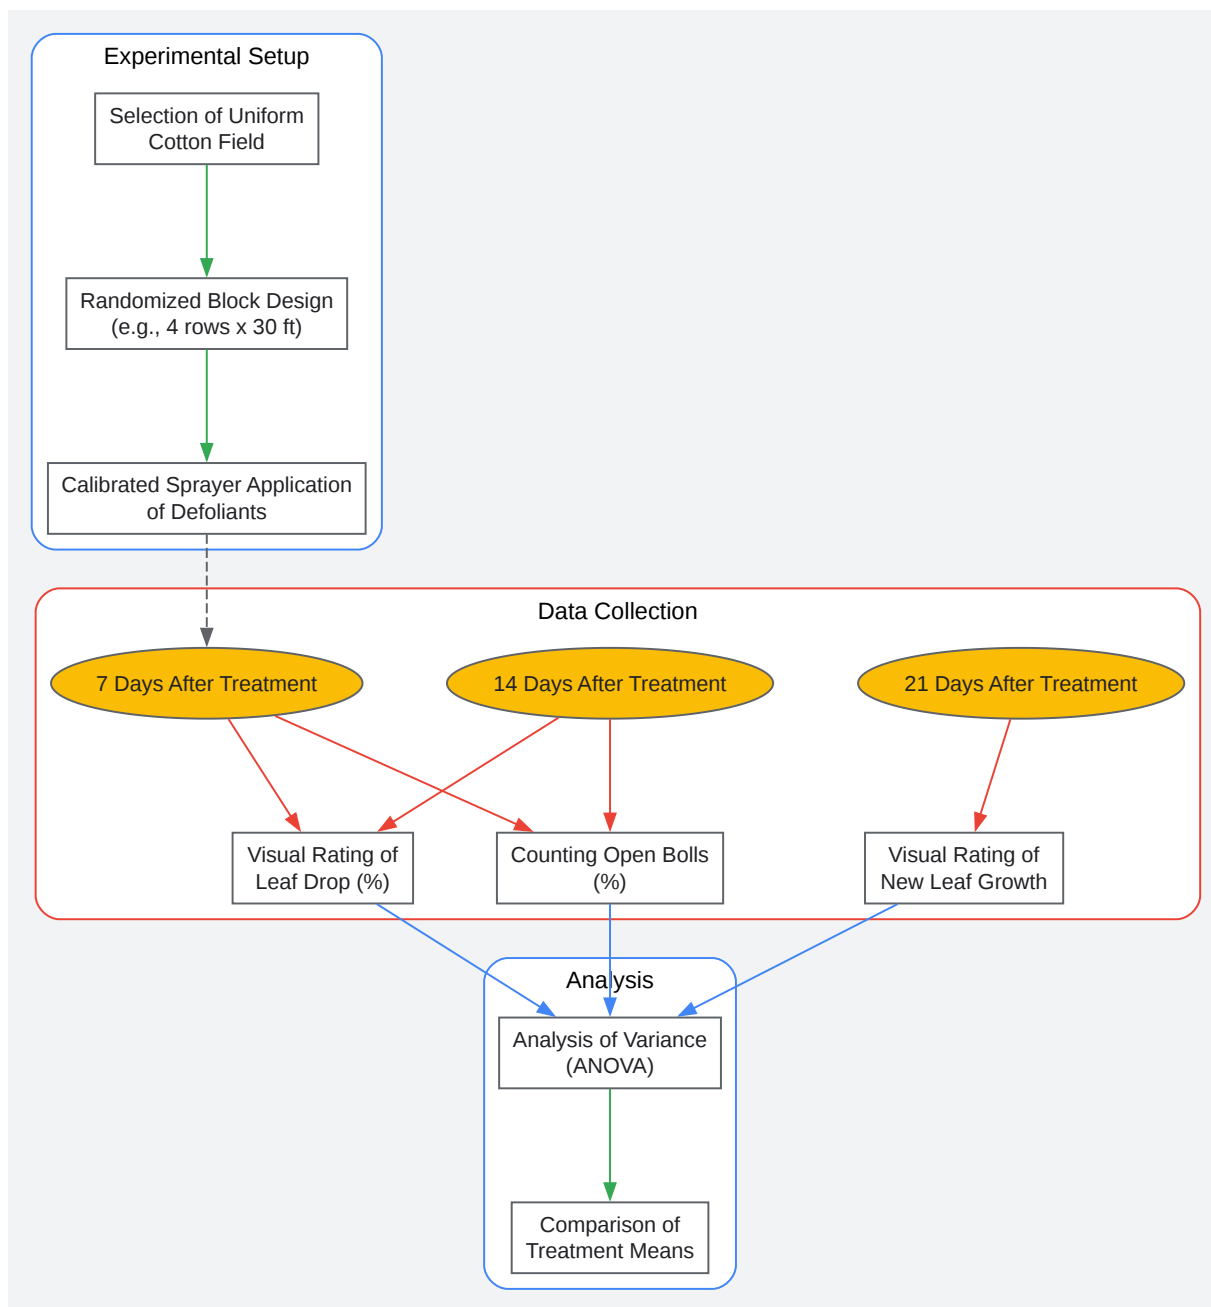 Experimental Setup
Selection of Uniform
Cotton Field
Randomized Block Design
(e.g., 4 rows x 30 ft)
Calibrated Sprayer Application
of Defoliants
Data Collection
7 Days After Treatment
14 Days After Treatment
21 Days After Treatment
Visual Rating of
Leaf Drop (%)
Counting Open Bolls
(%)
Visual Rating of
New Leaf Growth
Analysis
Analysis of Variance
(ANOVA)
Comparison of
Treatment Means